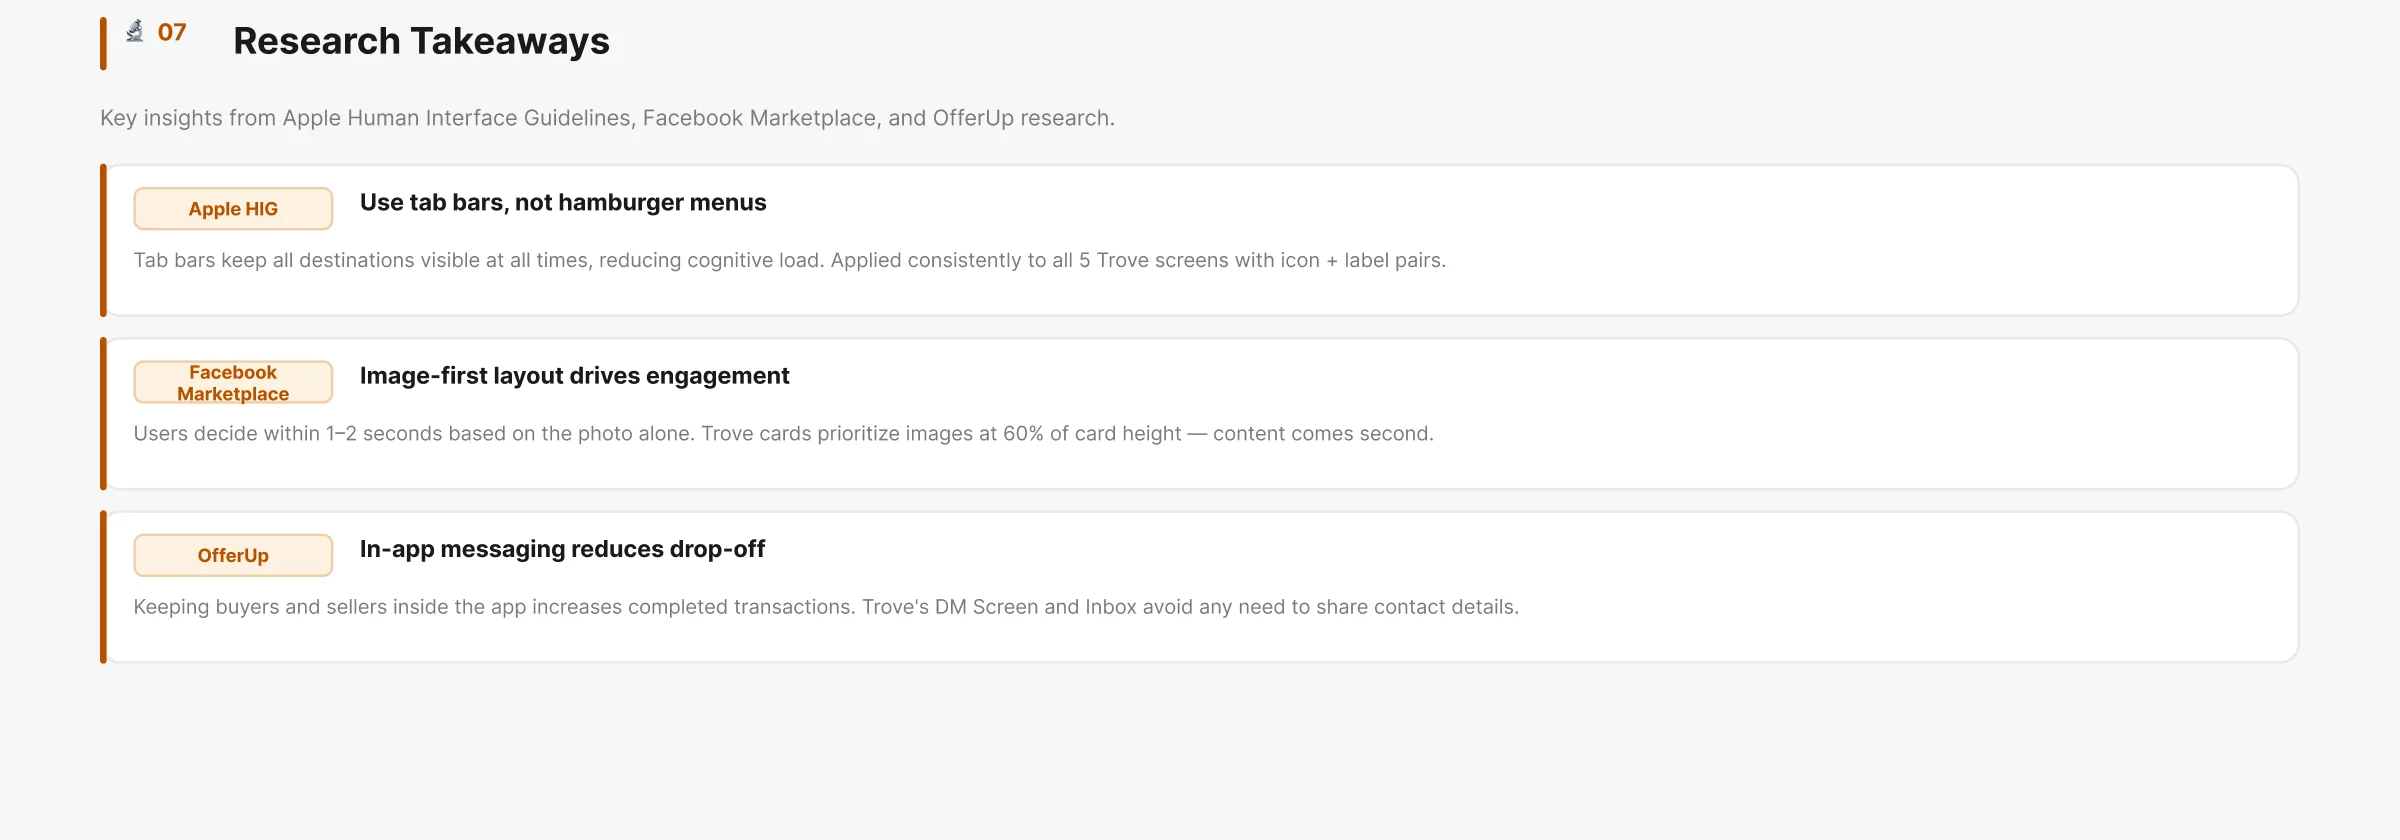 07
Research Takeaways
Key insights from Apple Human Interface Guidelines, Facebook Marketplace, and OfferUp research.
Apple HIG
Use tab bars, not hamburger menus
Tab bars keep all destinations visible at all times, reducing cognitive load. Applied consistently to all 5 Trove screens with icon + label pairs.
Facebook
Marketplace
Image-first layout drives engagement
Users decide within 1–2 seconds based on the photo alone. Trove cards prioritize images at 60% of card height — content comes second.
OfferUp
In-app messaging reduces drop-off
Keeping buyers and sellers inside the app increases completed transactions. Trove's DM Screen and Inbox avoid any need to share contact details.